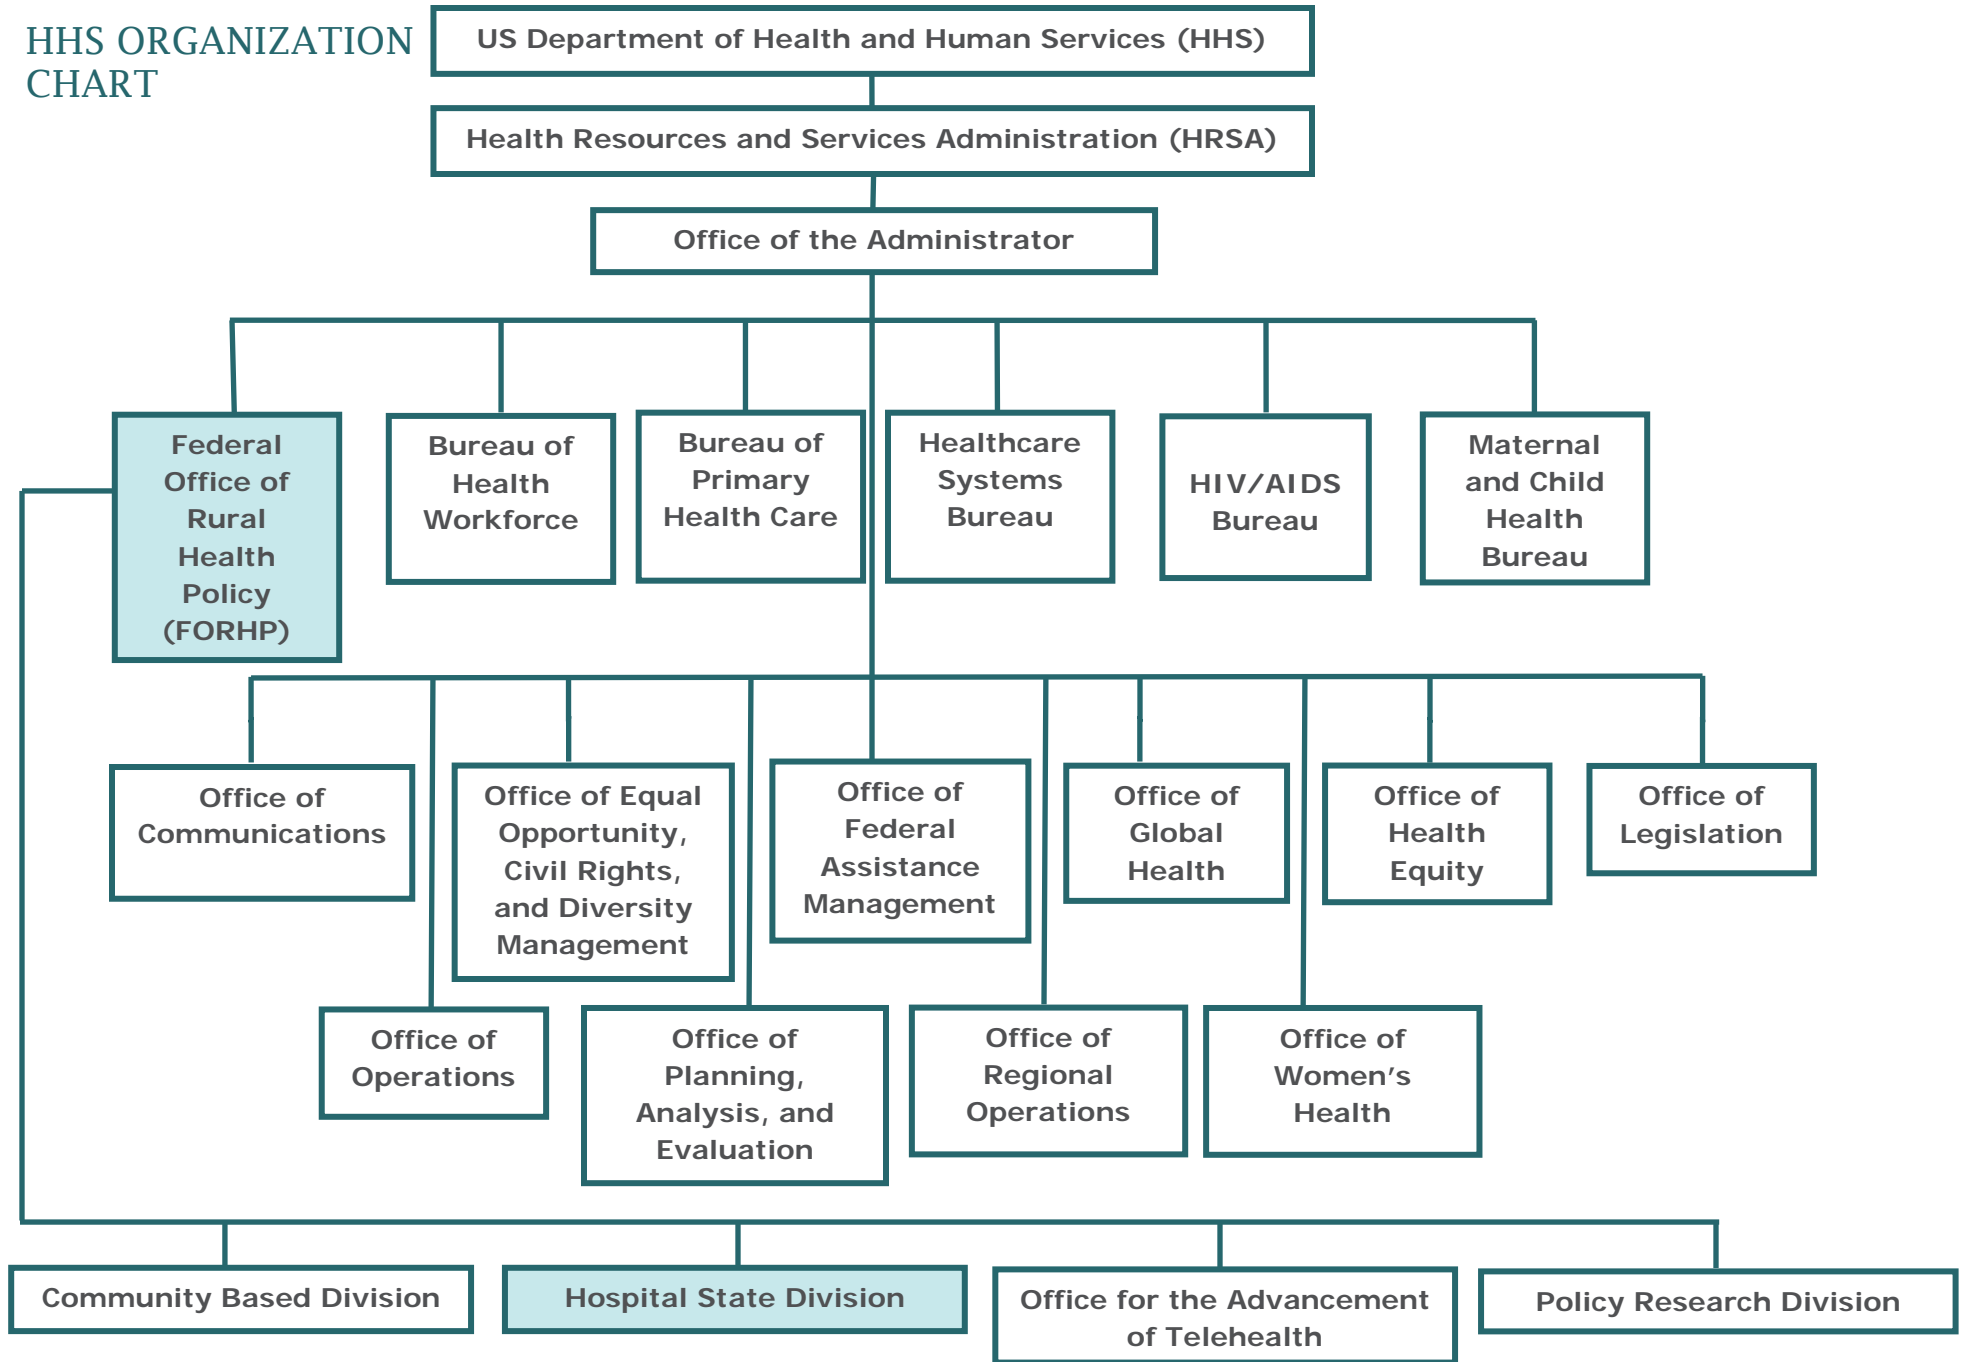 HHS ORGANIZATION
CHART
US Department of Health and Human Services (HHS)
Health Resources and Services Administration (HRSA)
Office of the Administrator
Federal
Office of
Rural
Health
Policy
(FORHP)
Bureau of
Health
Workforce
Bureau of
Primary
Health Care
Healthcare
Systems
Bureau
HIV/AIDS
Bureau
Maternal
and Child
Health
Bureau
Office of
Communications
Office of Equal
Opportunity,
Civil Rights,
and Diversity
Management
Office of
Federal
Assistance
Management
Office of
Global
Health
Office of
Health
Equity
Office of
Legislation
Office of
Operations
Office of
Planning,
Analysis, and
Evaluation
Office of
Regional
Operations
Office of
Women’s
Health
Community Based Division
Hospital State Division
Office for the Advancement
of Telehealth
Policy Research Division